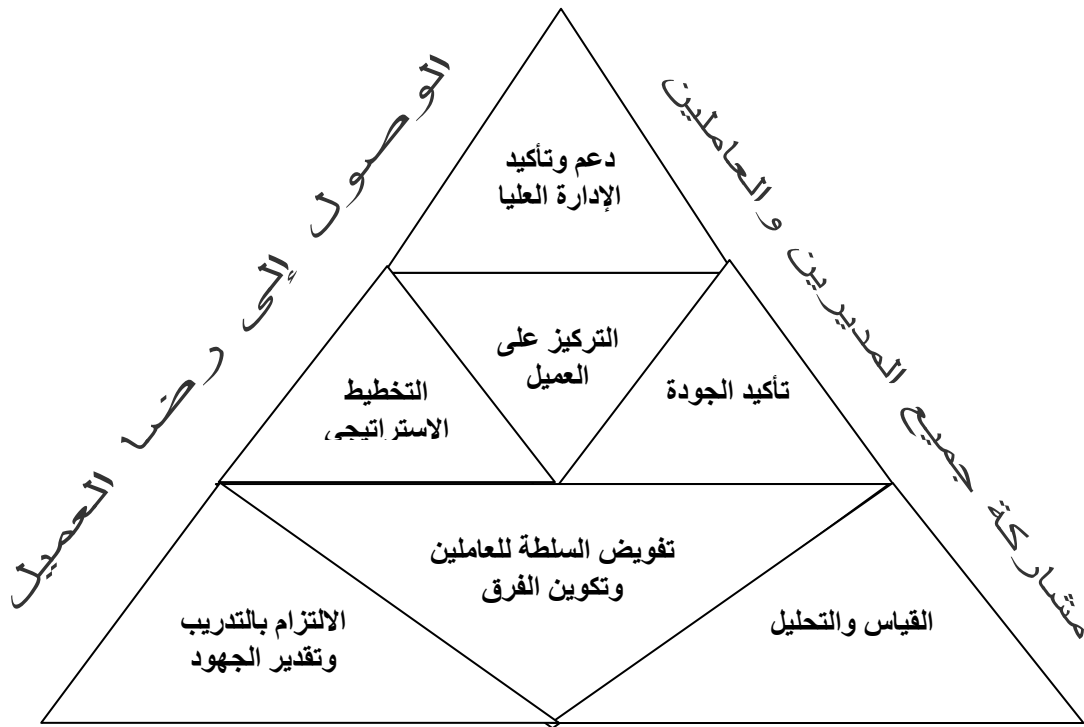 الوصول إلى رضا العميل
مشاركة جميع المديرين والعاملين
دعم وتأكيد
الإدارة العليا
التركيز على
العميل
تأكيد الجودة
التخطيط
الاستراتيجي
تفويض السلطة للعاملين
وتكوين الفرق
القياس والتحليل
الالتزام بالتدريب
وتقدير الجهود